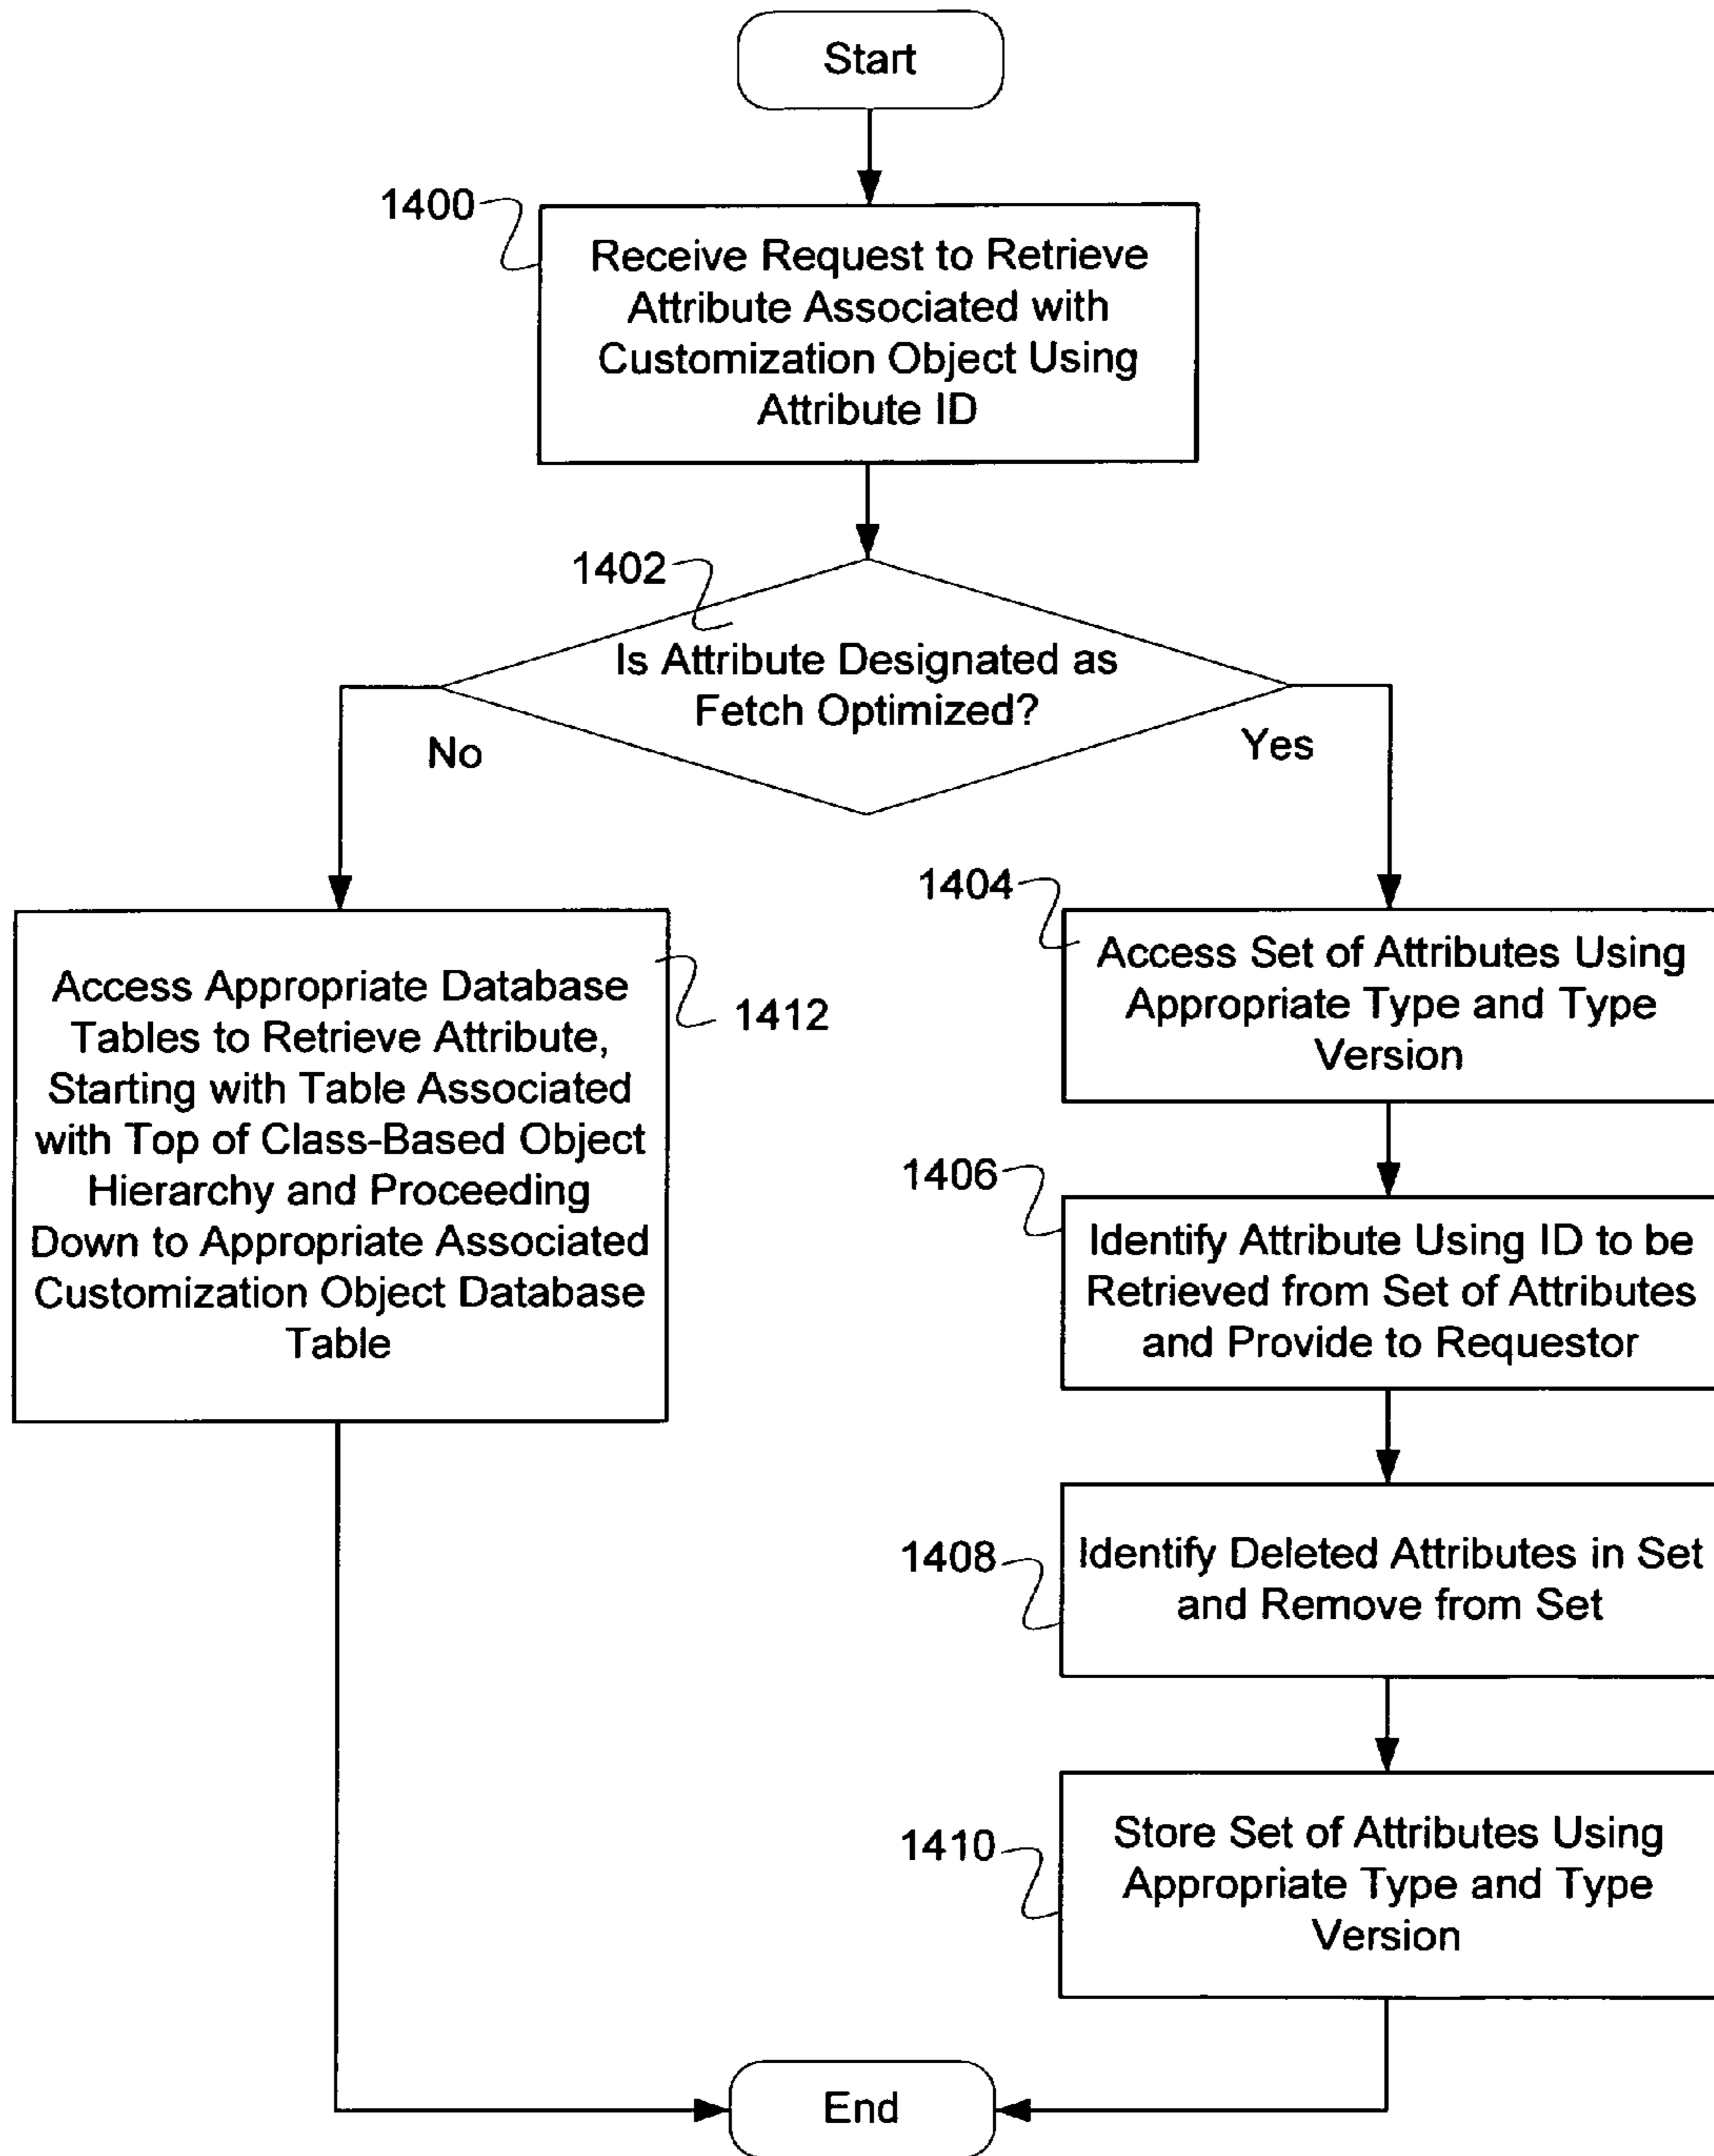 Start
1400
Receive Request to Retrieve
Attribute Associated with
Customization Object Using
Attribute ID
1402
Is Attribute Designated as
Fetch Optimized?
No
Yes
Access Appropriate Database
Tables to Retrieve Attribute,
Starting with Table Associated
with Top of Class-Based Object
Hierarchy and Proceeding
Down to Appropriate Associated
Customization Object Database
Table
1412
1404
Access Set of Attributes Using
Appropriate Type and Type
Version
1406
Identify Attribute Using ID to be
Retrieved from Set of Attributes
and Provide to Requestor
1408
Identify Deleted Attributes in Set
and Remove from Set
1410
Store Set of Attributes Using
Appropriate Type and Type
Version
End